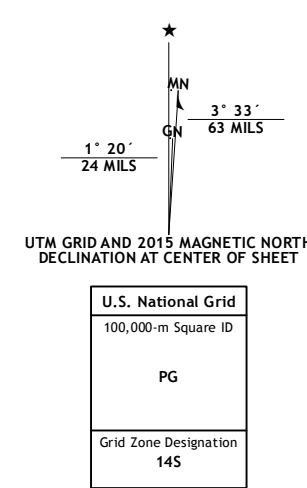 ★
MN
GN
3° 33´
63 MILS
1° 20´
24 MILS
UTM GRID AND 2015 MAGNETIC NORTH
DECLINATION AT CENTER OF SHEET
U.S. National Grid
100,000-m Square ID
PG
Grid Zone Designation
14S